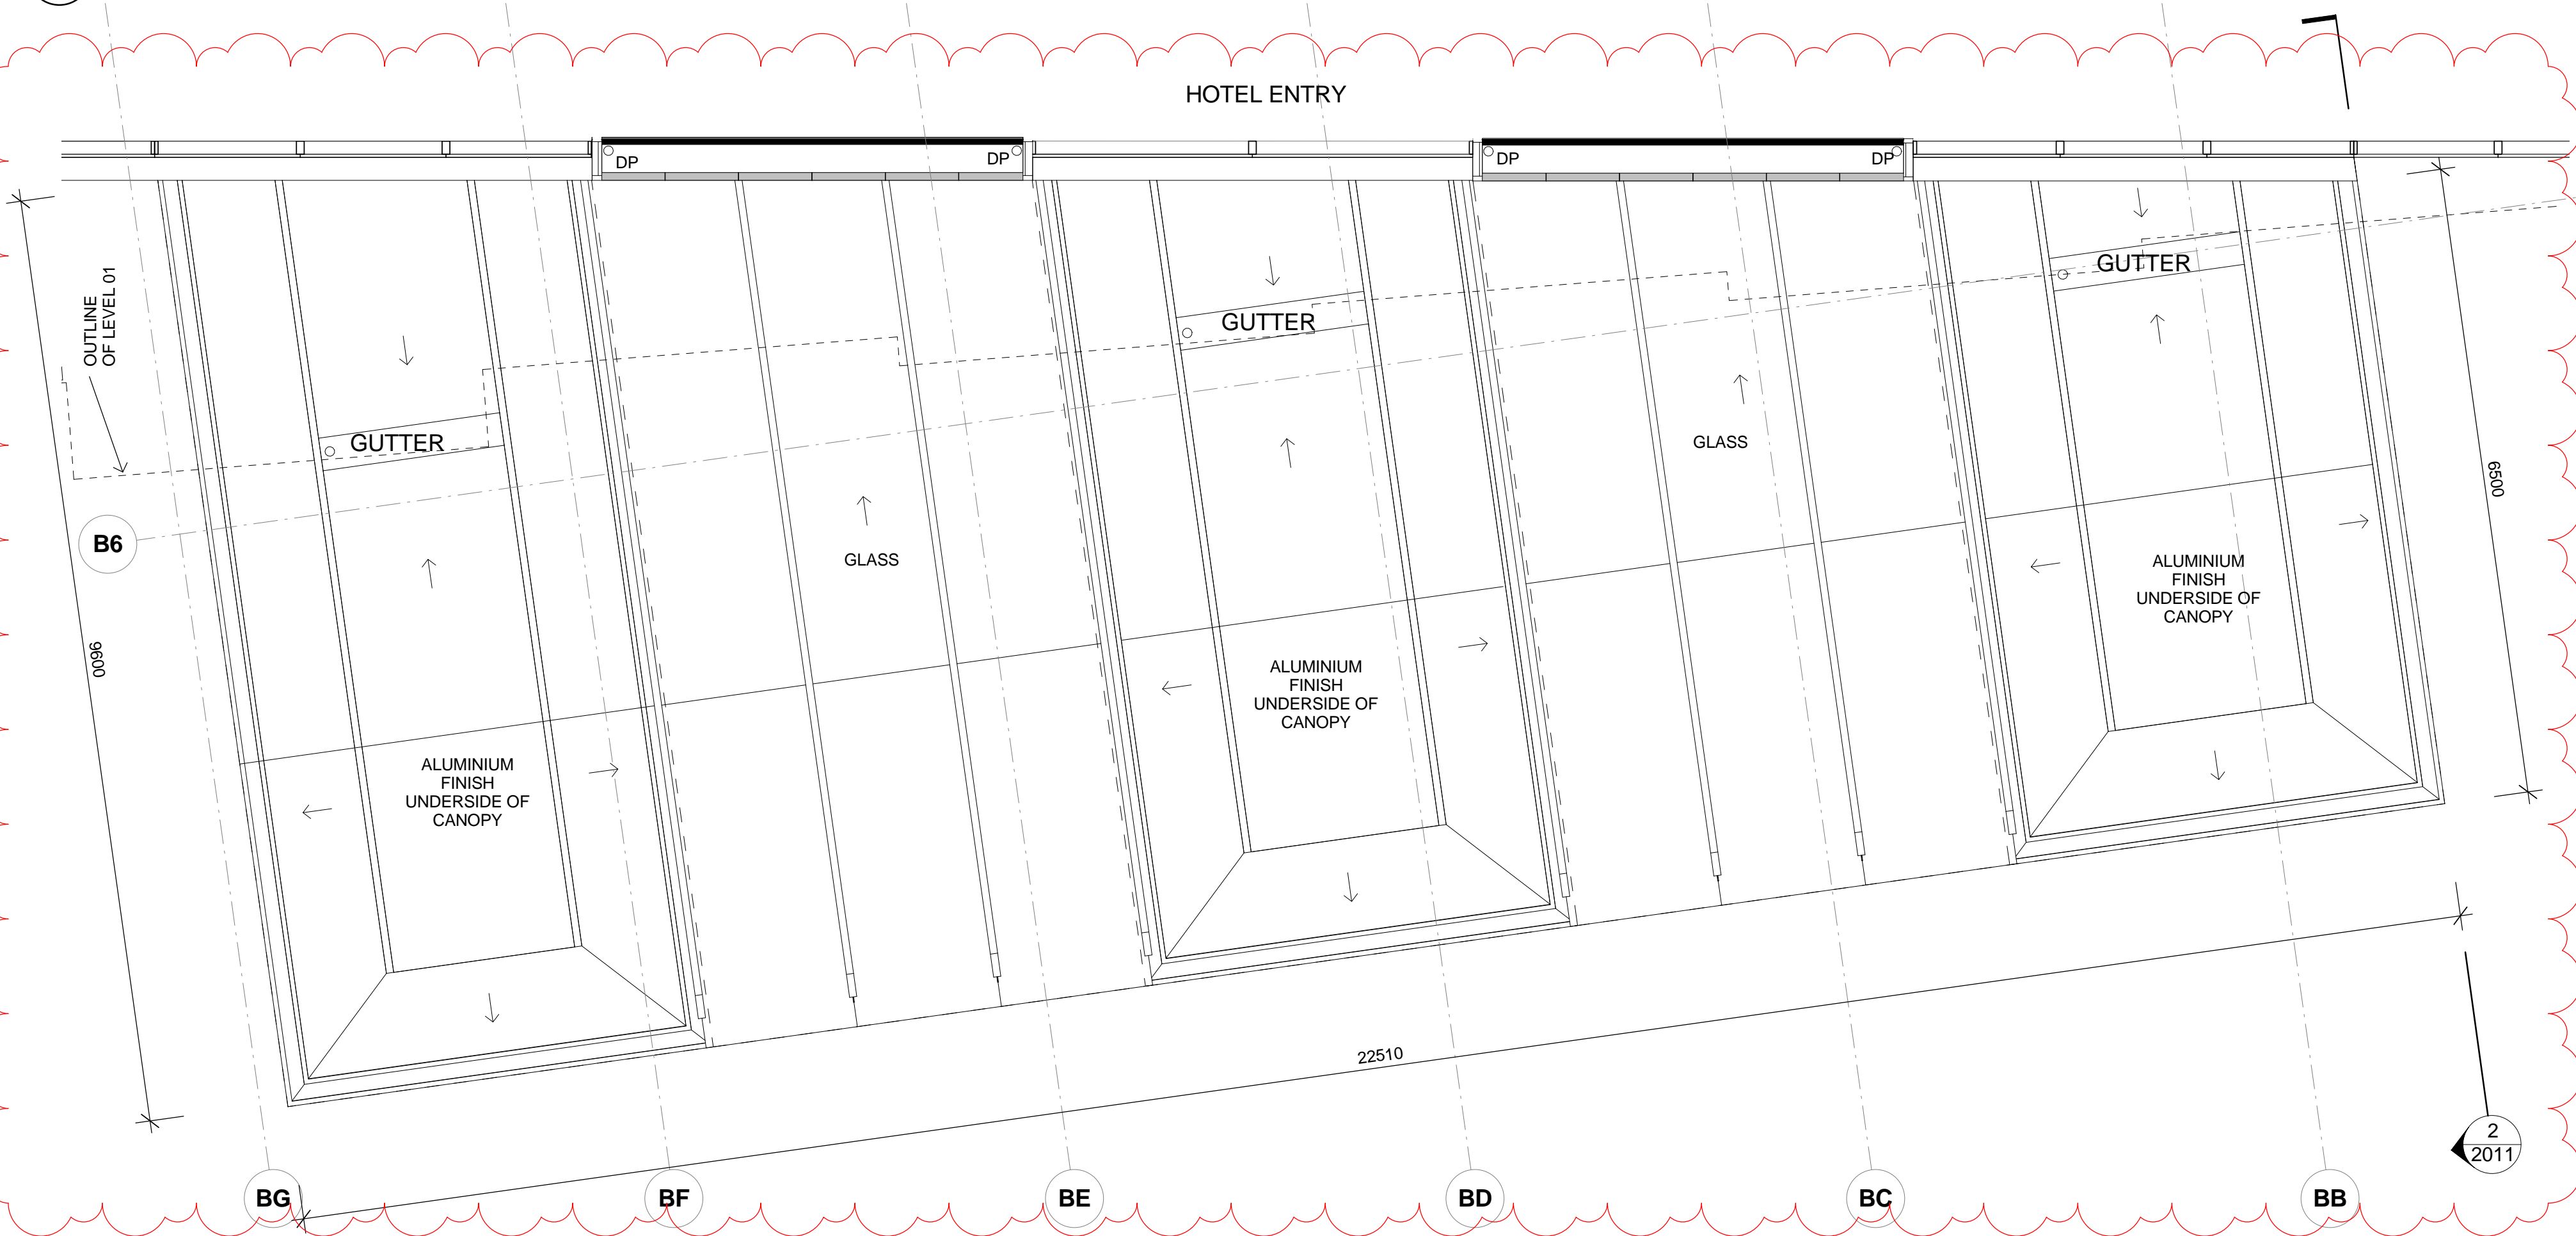 HOTEL ENTRY
DP
DP
DP
DP
OUTLINE
OF LEVEL 01
GUTTER
GUTTER
GUTTER
B6
GLASS
GLASS
9600
6500
ALUMINIUM
FINISH
UNDERSIDE OF
CANOPY
ALUMINIUM
FINISH
UNDERSIDE OF
CANOPY
ALUMINIUM
FINISH
UNDERSIDE OF
CANOPY
22510
2
2011
BG
BF
BE
BD
BC
BB